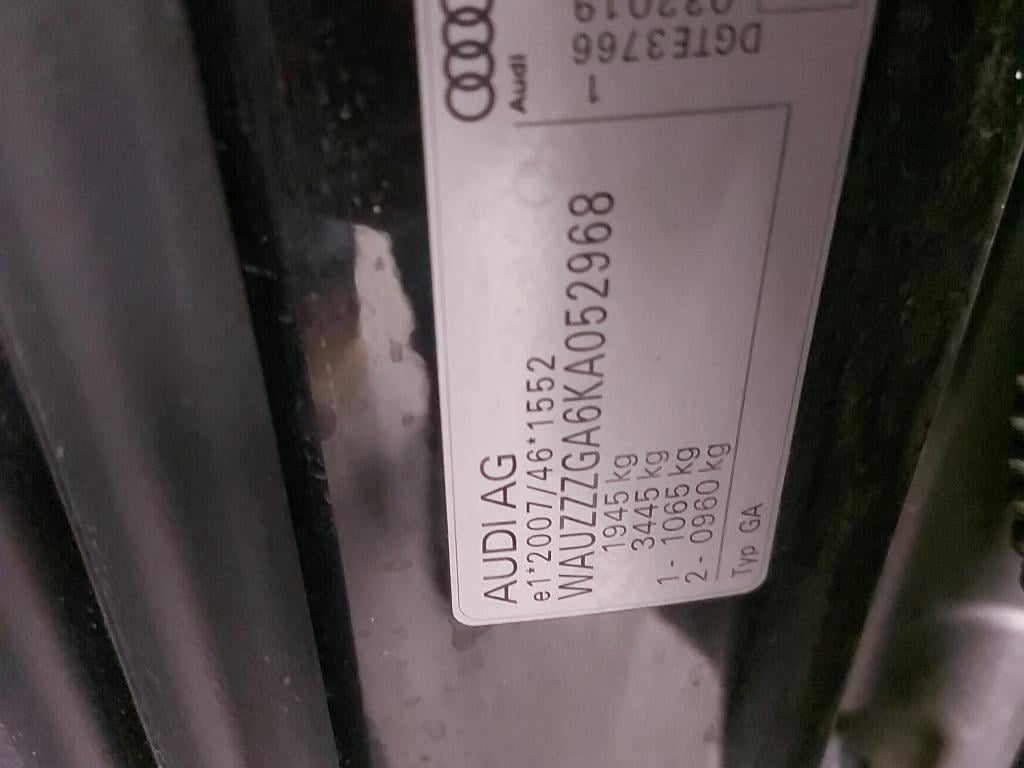 AUDI AG
e1*2007/46*1552
WAUZZZGA6KA052968
1945 kg
3445 kg
1 - 1065 kg
2 - 0960 kg
Typ GA
Audi
DGTE3766
032019